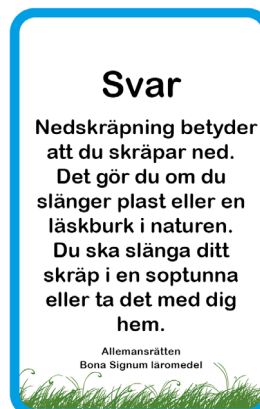 Svar
Nedskräpning betyder
att du skräpar ned.
Det gör du om du
slänger plast eller en
läskburk i naturen.
Du ska slänga ditt
skräp i en soptunna
eller ta det med dig
hem.
Allemansrätten
Bona Signum läromedel